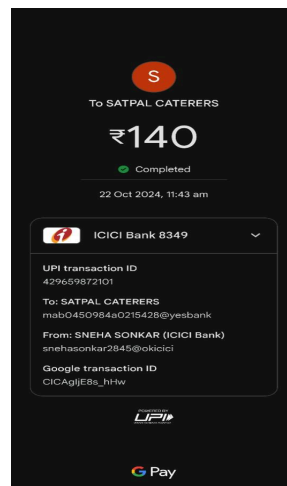 S
To SATPAL CATERERS
₹140
Completed
22 Oct 2024, 11:43 am
ICICI Bank 8349
UPI transaction ID
429659872101
To: SATPAL CATERERS
mab0450984a0215428@yesbank
From: SNEHA SONKAR (ICICI Bank)
snehasonkar2845@okicici
Google transaction ID
CICAgIjE8s_hHw
POWERED BY
UPI
G Pay